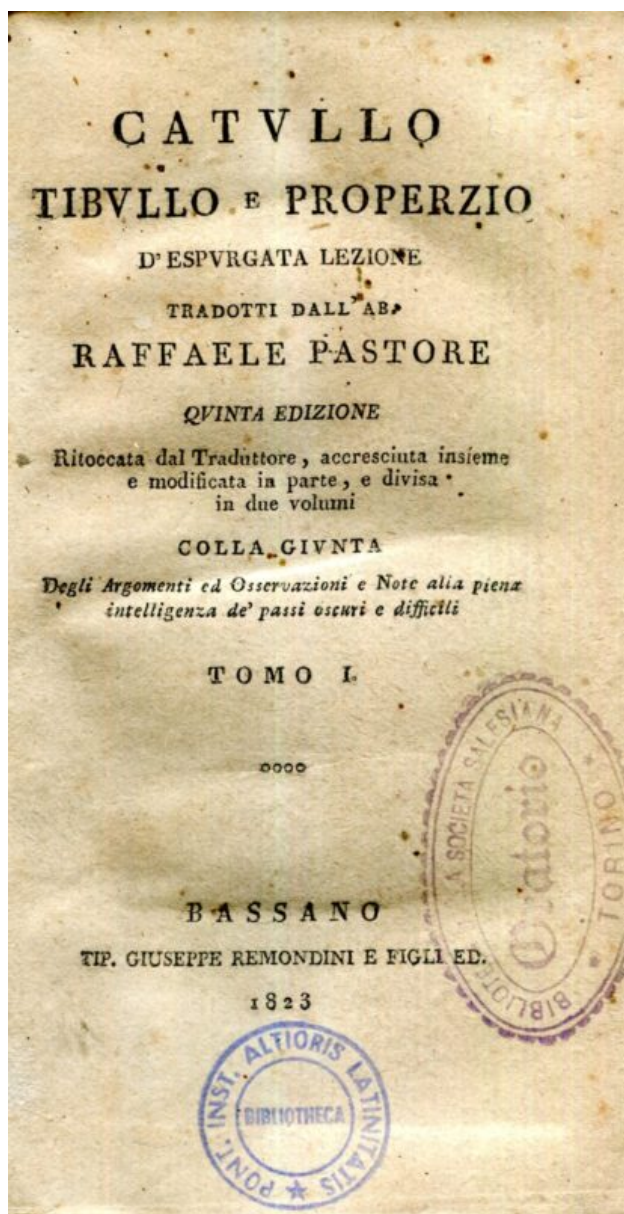 CATVLLO
TIBVLLO E PROPERZIO
D' ESPVRGATA LEZIONE
TRADOTTI DALL' AB.
RAFFAELE PASTORE
QVINTA EDIZIONE
Ritoccata dal Traduttore, accresciuta insieme
e modificata in parte, e divisa
in due volumi
COLLA GIVNTA
Degli Argomenti ed Osservazioni e Note alla piena
intelligenza de' passi oscuri e difficili
TOMO I.
BIBLIOT LA SOCIETA SALESIANA * TORINO *
Oratorio
BASSANO
TIP. GIUSEPPE REMONDINI E FIGLI ED.
1823
PONT. INST. ALTIORIS LATINITATIS
BIBLIOTHECA